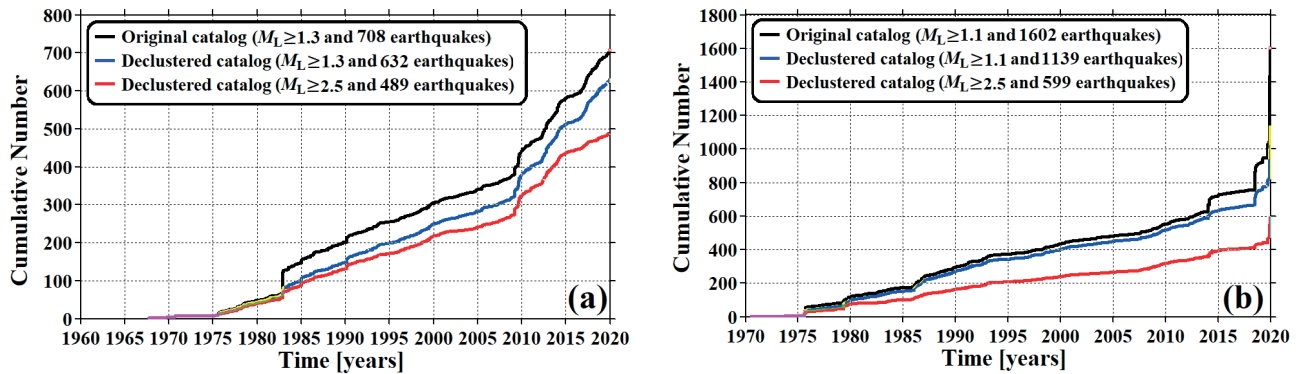 Original catalog (ML≥1.3 and 708 earthquakes)
Declustered catalog (ML≥1.3 and 632 earthquakes)
Declustered catalog (ML≥2.5 and 489 earthquakes)
Cumulative Number
800
700
600
500
400
300
200
100
0
(a)
1960 1965 1970 1975 1980 1985 1990 1995 2000 2005 2010 2015 2020
Time [years]
Original catalog (ML≥1.1 and 1602 earthquakes)
Declustered catalog (ML≥1.1 and1139 earthquakes)
Declustered catalog (ML≥2.5 and 599 earthquakes)
Cumulative Number
1800
1600
1400
1200
1000
800
600
400
200
0
(b)
1970 1975 1980 1985 1990 1995 2000 2005 2010 2015 2020
Time [years]